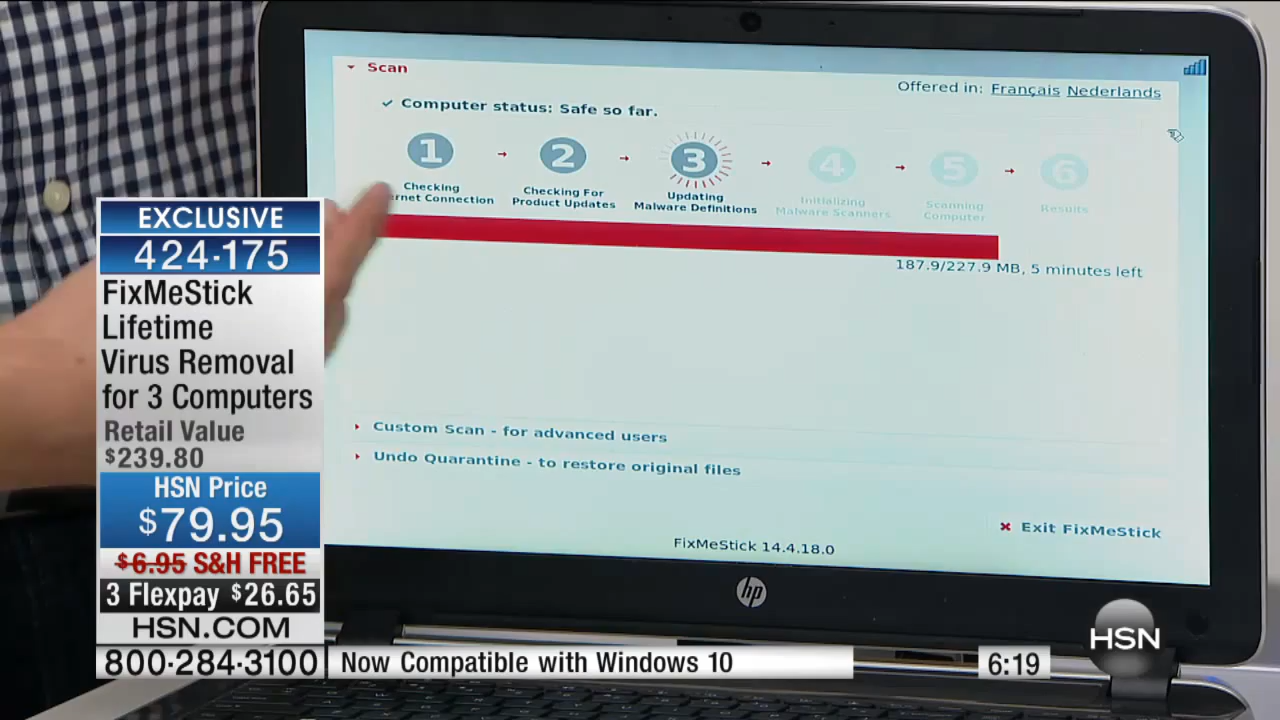 Scan
Offered in: Français Nederlands
Computer status: Safe so far.
1
2
3
4
5
6
Checking
rnet Connection
Checking For
Product Updates
Updating
Malware Definitions
Initializing
Malware Scanners
Scanning
Computer
Results
187.9/227.9 MB, 5 minutes left
Custom Scan - for advanced users
Undo Quarantine - to restore original files
Exit FixMeStick
FixMeStick 14.4.18.0
hp
EXCLUSIVE
424-175
FixMeStick
Lifetime
Virus Removal
for 3 Computers
Retail Value
$239.80
HSN Price
$79.95
$6.95 S&H FREE
3 Flexpay $26.65
HSN.COM
800-284-3100
Now Compatible with Windows 10
6:19
HSN